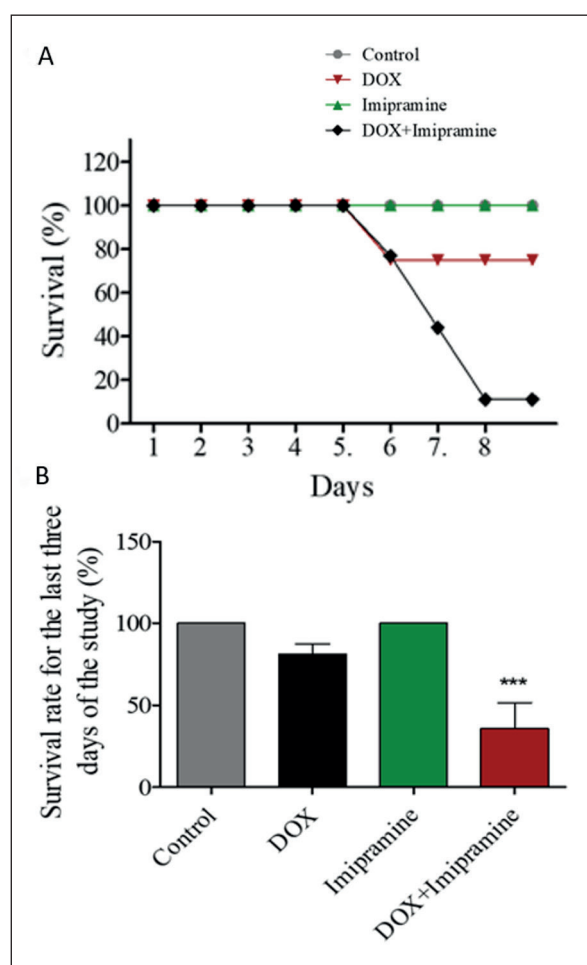 A
Control
DOX
Imipramine
DOX+Imipramine
Survival (%)
120
100
80
60
40
20
0
1 2 3 4 5. 6 7. 8
Days
B
Survival rate for the last three
days of the study (%)
150
100
50
0
***
Control
DOX
Imipramine
DOX+Imipramine